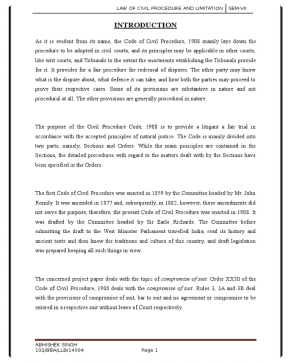 LAW OF CIVIL PROCEDURE AND LIMITATION SEM-VII
INTRODUCTION
As it is evident from its name, the Code of Civil Procedure, 1908 mainly lays down the
procedure to be adopted in civil courts, and its principles may be applicable in other courts,
like writ courts, and Tribunals to the extent the enactments establishing the Tribunals provide
for it. It provides for a fair procedure for redressal of disputes. The other party may know
what is the dispute about, what defence it can take, and how both the parties may proceed to
prove their respective cases. Some of its provisions are substantive in nature and not
procedural at all. The other provisions are generally procedural in nature.
The purpose of the Civil Procedure Code, 1908 is to provide a litigant a fair trial in
accordance with the accepted principles of natural justice. The Code is mainly divided into
two parts, namely, Sections and Orders. While the main principles are contained in the
Sections, the detailed procedures with regard to the matters dealt with by the Sections have
been specified in the Orders.
The first Code of Civil Procedure was enacted in 1859 by the Committee headed by Mr. John
Romily. It was amended in 1877 and, subsequently, in 1882; however, those amendments did
not serve the purpose, therefore, the present Code of Civil Procedure was enacted in 1908. It
was drafted by the Committee headed by Sir Earle Richards. The Committee before
submitting the draft to the West Minister Parliament travelled India, read its history and
ancient texts and then knew the traditions and culture of this country, and draft legislation
was prepared keeping all such things in view.
The concerned project paper deals with the topic of compromise of suit. Order XXIII of the
Code of Civil Procedure, 1908 deals with the compromise of suit. Rules 3, 3A and 3B deal
with the provisions of compromise of suit, bar to suit and no agreement or compromise to be
entered in a respective suit without leave of Court respectively.
ABHISHEK SINGH
102/BBA/LLB/14004 Page 1